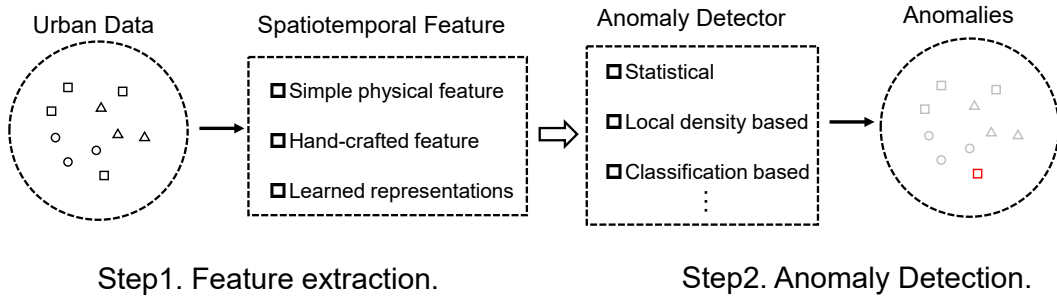 Urban Data
Spatiotemporal Feature
Anomaly Detector
Anomalies
Simple physical feature
Hand-crafted feature
Learned representations
Statistical
Local density based
Classification based
⋮
Step1. Feature extraction.
Step2. Anomaly Detection.